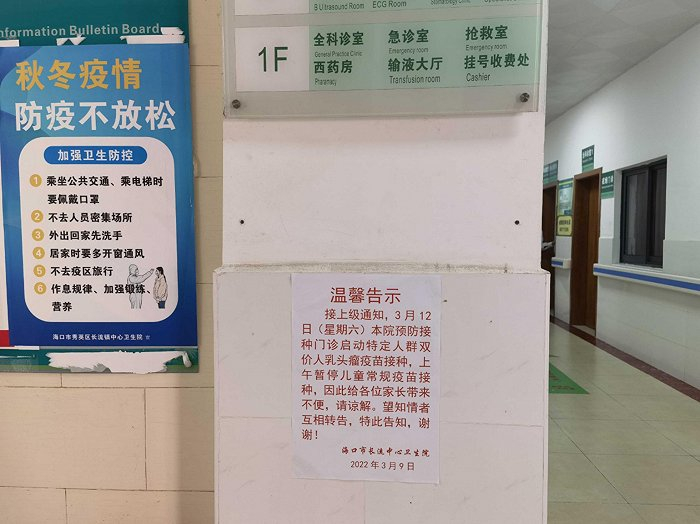 Information Bulletin Board
秋冬疫情
防疫不放松
加强卫生防控
1 乘坐公共交通、乘电梯时
要佩戴口罩
2 不去人员密集场所
3 外出回家先洗手
4 居家时要多开窗通风
5 不去疫区旅行
6 作息规律、加强锻炼、
营养
海口市秀英区长流镇中心卫生院 宣
B Ultrasound Room ECG Room
1F
全科诊室 急诊室 抢救室
General Practice Clinic Emergency room Emergency room
西药房 输液大厅 挂号收费处
Pharanacy Transfusion room Cashier
温馨告示
接上级通知，3月12
日（星期六）本院预防接
种门诊启动特定人群双
价人乳头瘤疫苗接种，上
午暂停儿童常规疫苗接
种，因此给各位家长带来
不便，请谅解。望知情者
互相转告，特此告知，谢
谢！
海口市长流中心卫生院
2022年3月9日